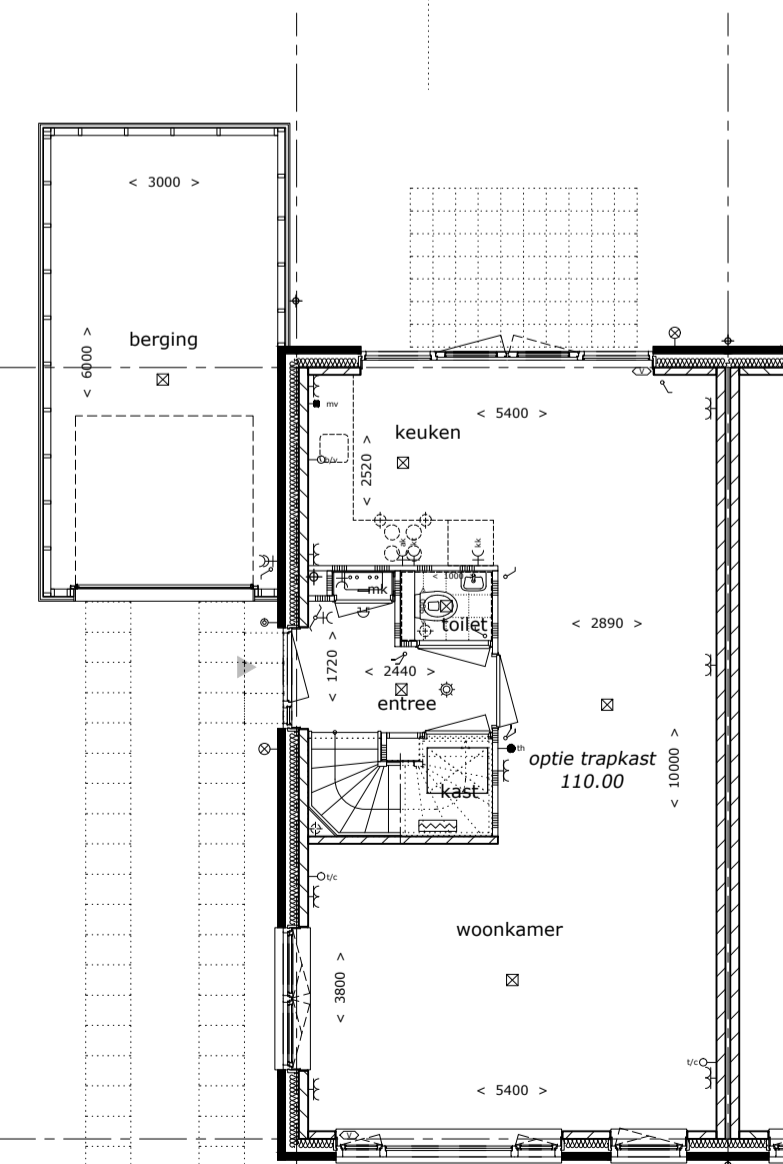 < 3000 >
berging
< 6000 >
v
mv
< 5400 >
keuken
< 2520 >
kk
< 1000
mk
toilet
< 2890 >
< 1720 >
< 2440 >
entree
th
optie trapkast
110.00
< 10000 >
kast
t/c
woonkamer
< 3800 >
t/c
< 5400 >
v